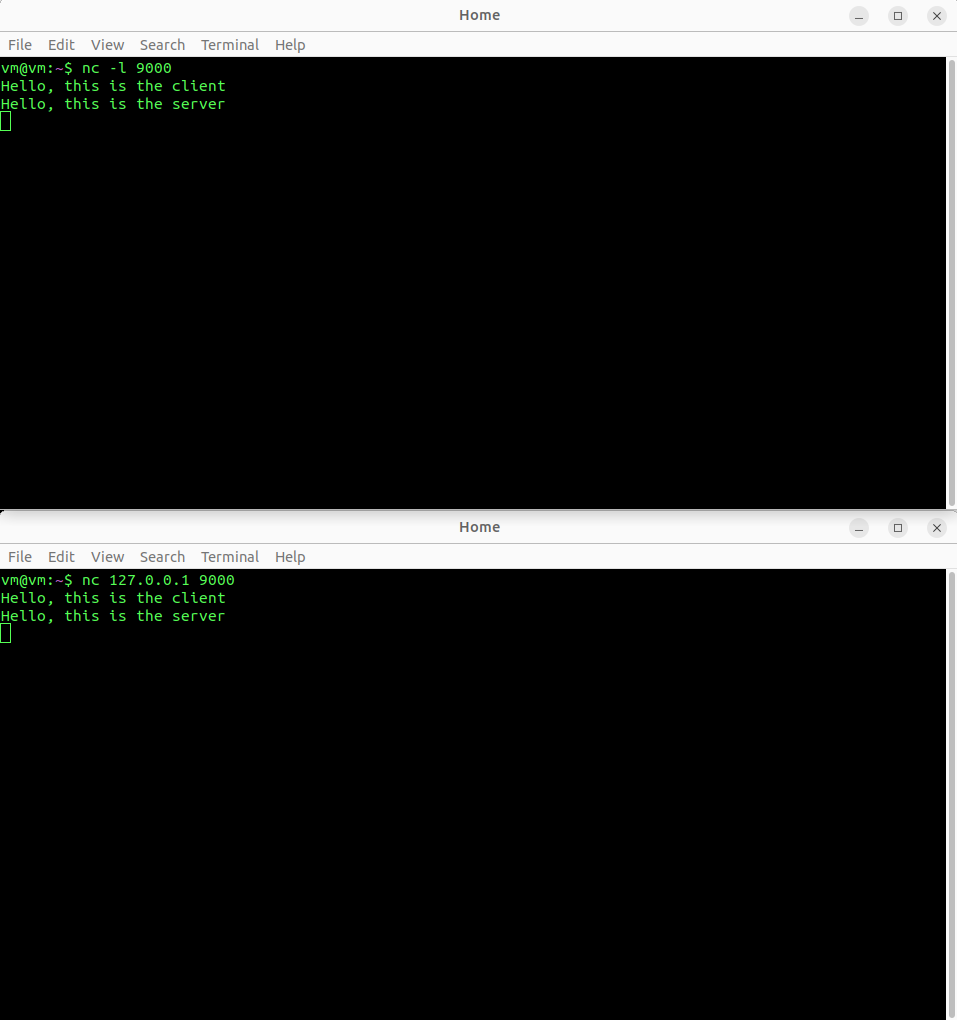 Home
File Edit View Search Terminal Help
vm@vm:~$ nc -l 9000
Hello, this is the client
Hello, this is the server
Home
File Edit View Search Terminal Help
vm@vm:~$ nc 127.0.0.1 9000
Hello, this is the client
Hello, this is the server